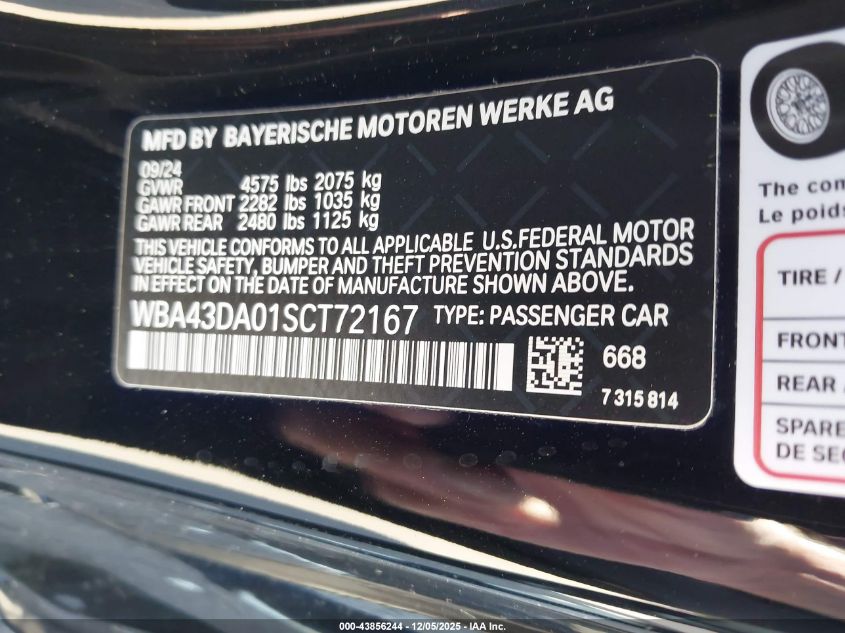 MFD BY BAYERISCHE MOTOREN WERKE AG
09/24
GVWR 4575 lbs 2075 kg
GAWR FRONT 2282 lbs 1035 kg
GAWR REAR 2480 lbs 1125 kg
THIS VEHICLE CONFORMS TO ALL APPLICABLE U.S.FEDERAL MOTOR
VEHICLE SAFETY, BUMPER AND THEFT PREVENTION STANDARDS
IN EFFECT ON THE DATE OF MANUFACTURE SHOWN ABOVE.
WBA43DA01SCT72167 TYPE: PASSENGER CAR
668
7 315 814
The com
Le poids
TIRE /
FRONT
REAR /
SPARE
DE SEC
000-43856244 - 12/05/2025 - IAA Inc.